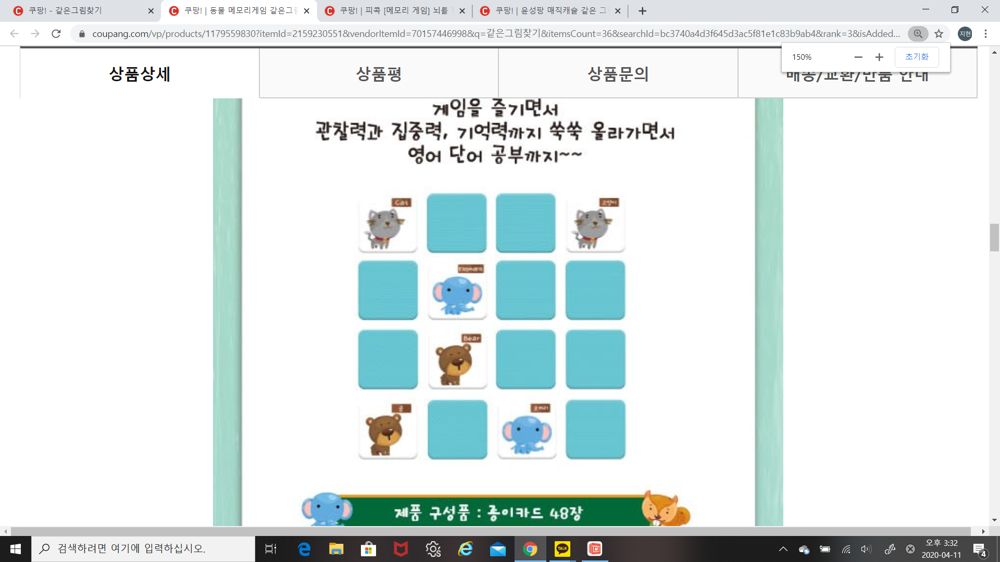 쿠팡! - 같은그림찾기
쿠팡! | 동물 메모리게임 같은그림
쿠팡! | 피콕 [메모리 게임] 뇌를
쿠팡! | 윤성팡 매직캐슬 같은 그
coupang.com/vp/products/1179559830?itemId=2159230551&vendorItemId=70157446998&q=같은그림찾기&itemsCount=36&searchId=bc3740a4d3f645d3ac5f81e1c83b9ab4&rank=3&isAdded...
지현
150%
초기화
상품상세
상품평
상품문의
배송/교환/반품 안내
게임을 즐기면서
관찰력과 집중력, 기억력까지 쑥쑥 올라가면서
영어 단어 공부까지~~
Cat
고양이
Elephant
Bear
곰
코끼리
제품 구성품 : 종이카드 48장
검색하려면 여기에 입력하십시오.
TALK
오후 3:32
2020-04-11
4